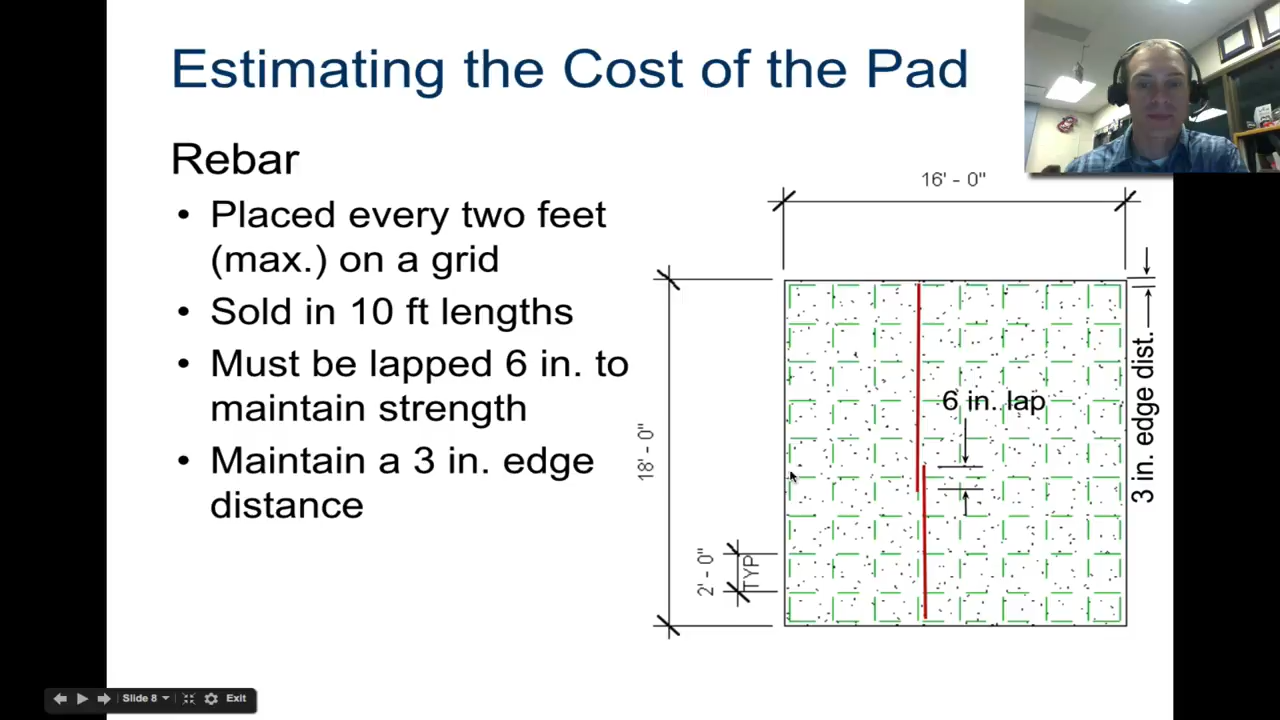 Estimating the Cost of the Pad
Rebar
• Placed every two feet
(max.) on a grid
• Sold in 10 ft lengths
• Must be lapped 6 in. to
maintain strength
• Maintain a 3 in. edge
distance
16' - 0"
18' - 0"
2' - 0"
TYP
6 in. lap
3 in. edge dist.
Slide 8
Exit